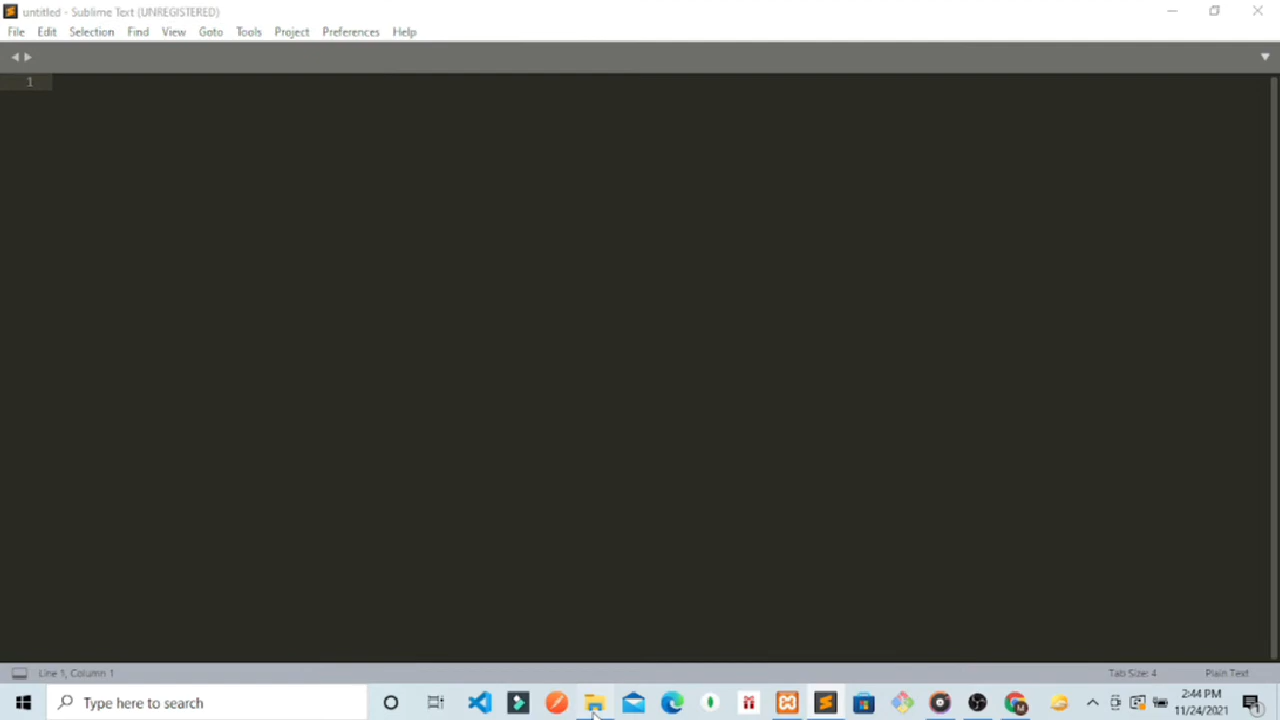 untitled - Sublime Text (UNREGISTERED)
File Edit Selection Find View Goto Tools Project Preferences Help
1
Line 1, Column 1
Tab Size: 4
Plain Text
Type here to search
2:44 PM
11/24/2021
1